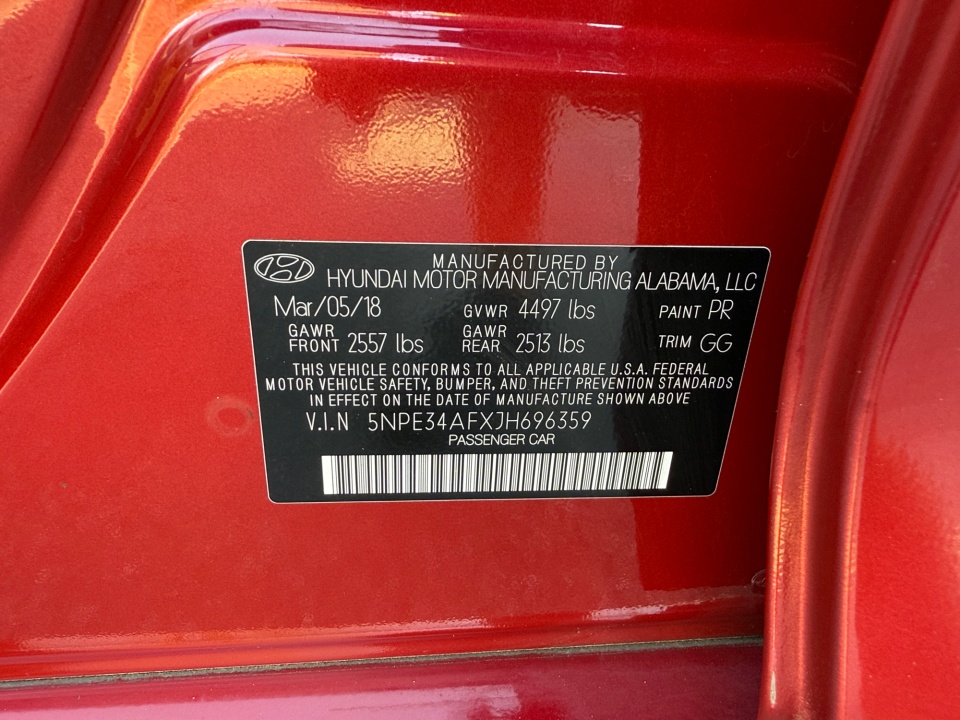 MANUFACTURED BY
HYUNDAI MOTOR MANUFACTURING ALABAMA, LLC
Mar/05/18 GVWR 4497 lbs PAINT PR
GAWR FRONT 2557 lbs GAWR REAR 2513 lbs TRIM GG
THIS VEHICLE CONFORMS TO ALL APPLICABLE U.S.A. FEDERAL
MOTOR VEHICLE SAFETY, BUMPER, AND THEFT PREVENTION STANDARDS
IN EFFECT ON THE DATE OF MANUFACTURE SHOWN ABOVE
V.I.N 5NPE34AFXJH696359
PASSENGER CAR